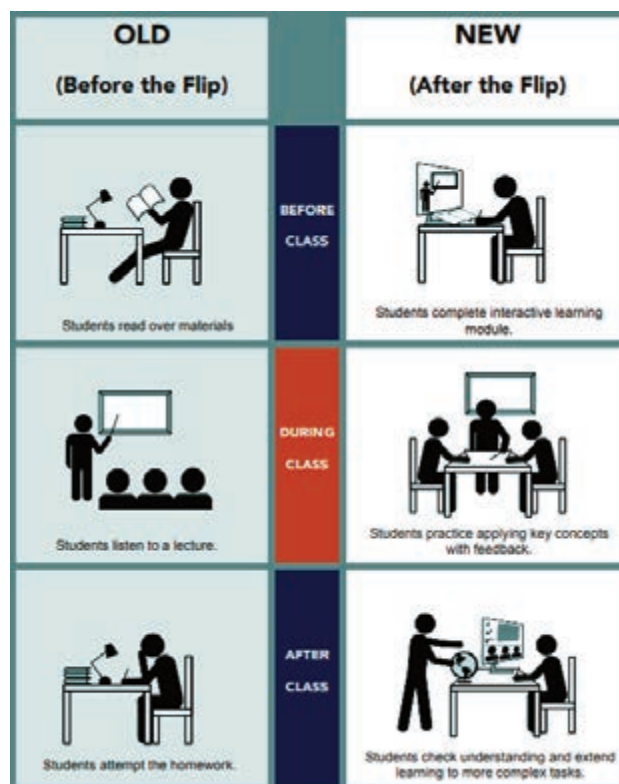 OLD
(Before the Flip)
NEW
(After the Flip)
BEFORE
CLASS
Students read over materials
Students complete interactive learning
module.
DURING
CLASS
Students listen to a lecture.
Students practice applying key concepts
with feedback.
AFTER
CLASS
Students attempt the homework.
Students check understanding and extend
learning to more complex tasks.